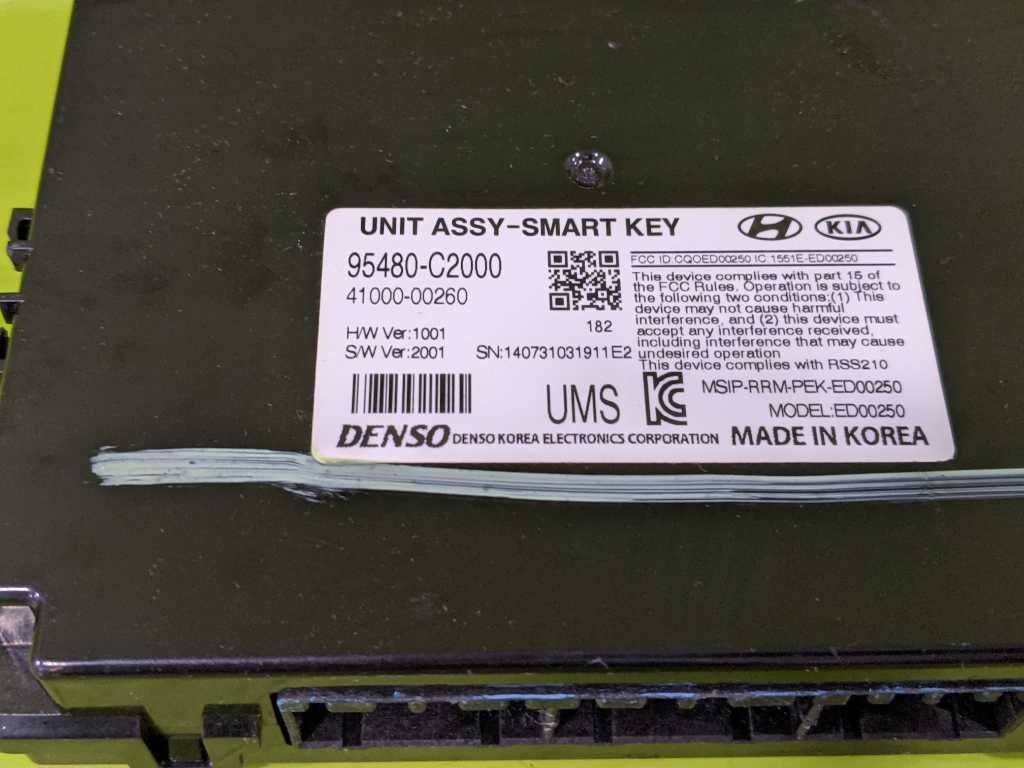 UNIT ASSY-SMART KEY
KIA
95480-C2000
41000-00260
H/W Ver:1001
S/W Ver:2001
182
SN:140731031911E2
FCC ID:CQOED00250 IC:1551E-ED00250
This device complies with part 15 of
the FCC Rules. Operation is subject to
the following two conditions:(1) This
device may not cause harmful
interference, and (2) this device must
accept any interference received,
including interference that may cause
undesired operation
This device complies with RSS210
UMS
MSIP-RRM-PEK-ED00250
MODEL:ED00250
DENSO DENSO KOREA ELECTRONICS CORPORATION MADE IN KOREA